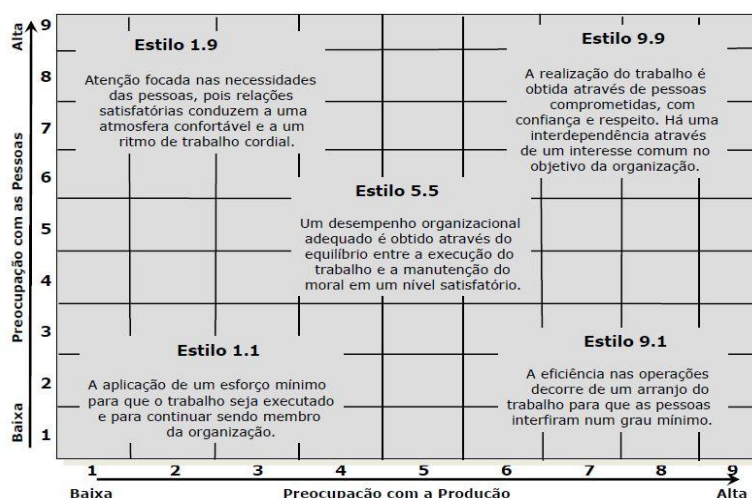 Alta
Preocupação com as Pessoas
Baixa
9
8
7
6
5
4
3
2
1
Estilo 1.9
Atenção focada nas necessidades
das pessoas, pois relações
satisfatórias conduzem a uma
atmosfera confortável e a um
ritmo de trabalho cordial.
Estilo 9.9
A realização do trabalho é
obtida através de pessoas
comprometidas, com
confiança e respeito. Há uma
interdependência através
de um interesse comum no
objetivo da organização.
Estilo 5.5
Um desempenho organizacional
adequado é obtido através do
equilíbrio entre a execução do
trabalho e a manutenção do
moral em um nível satisfatório.
Estilo 1.1
A aplicação de um esforço mínimo
para que o trabalho seja executado
e para continuar sendo membro
da organização.
Estilo 9.1
A eficiência nas operações
decorre de um arranjo do
trabalho para que as pessoas
interfiram num grau mínimo.
1 2 3 4 5 6 7 8 9
Baixa Preocupação com a Produção Alta